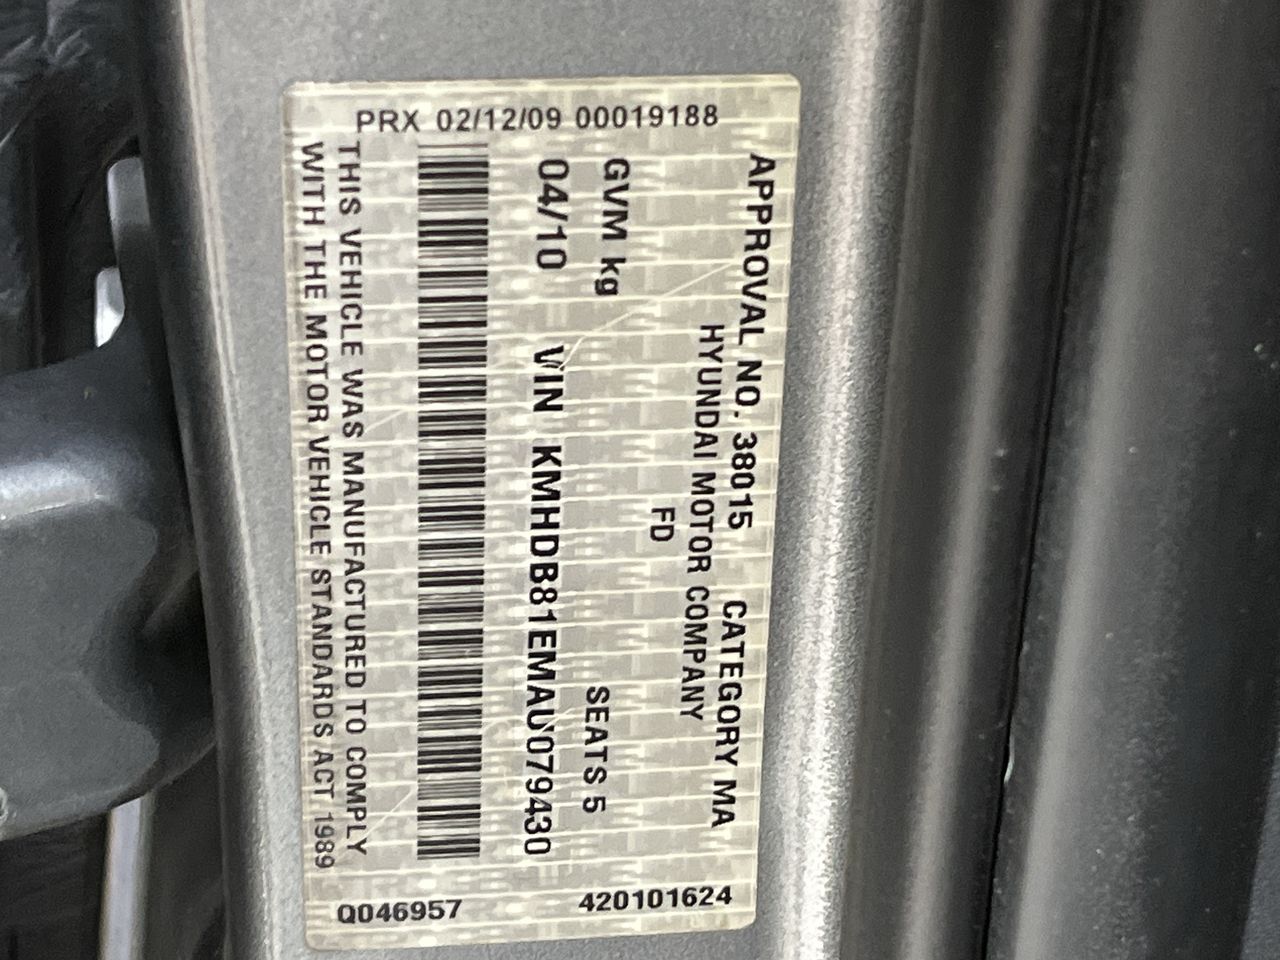 PRX 02/12/09 00019188
APPROVAL NO. 38015 CATEGORY MA
HYUNDAI MOTOR COMPANY
FD
GVM kg SEATS 5
04/10 VIN KMHDB81EMAU079430
THIS VEHICLE WAS MANUFACTURED TO COMPLY
WITH THE MOTOR VEHICLE STANDARDS ACT 1989
Q046957 420101624